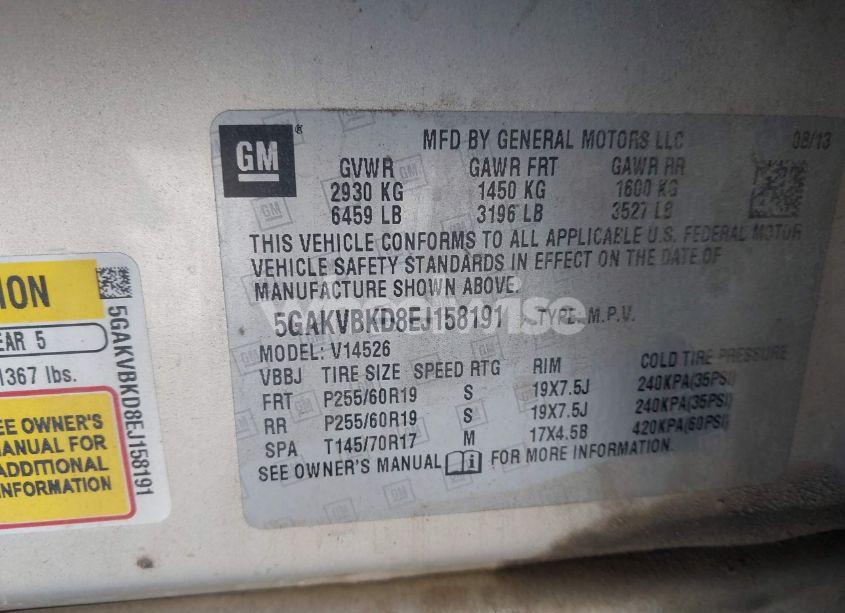 GM
MFD BY GENERAL MOTORS LLC 08/13
GVWR GAWR FRT GAWR RR
2930 KG 1450 KG 1600 KG
6459 LB 3196 LB 3527 LB
THIS VEHICLE CONFORMS TO ALL APPLICABLE U.S. FEDERAL MOTOR
VEHICLE SAFETY STANDARDS IN EFFECT ON THE DATE OF
MANUFACTURE SHOWN ABOVE.
5GAKVBKD8EJ158191 TYPE: M.P.V.
MODEL: V14526
VBBJ TIRE SIZE SPEED RTG RIM COLD TIRE PRESSURE
FRT P255/60R19 S 19X7.5J 240KPA(35PSI)
RR P255/60R19 S 19X7.5J 240KPA(35PSI)
SPA T145/70R17 M 17X4.5B 420KPA(60PSI)
SEE OWNER'S MANUAL FOR MORE INFORMATION.
ION
EAR 5
1367 lbs.
EE OWNER'S
MANUAL FOR
ADDITIONAL
NFORMATION
5GAKVBKD8EJ158191